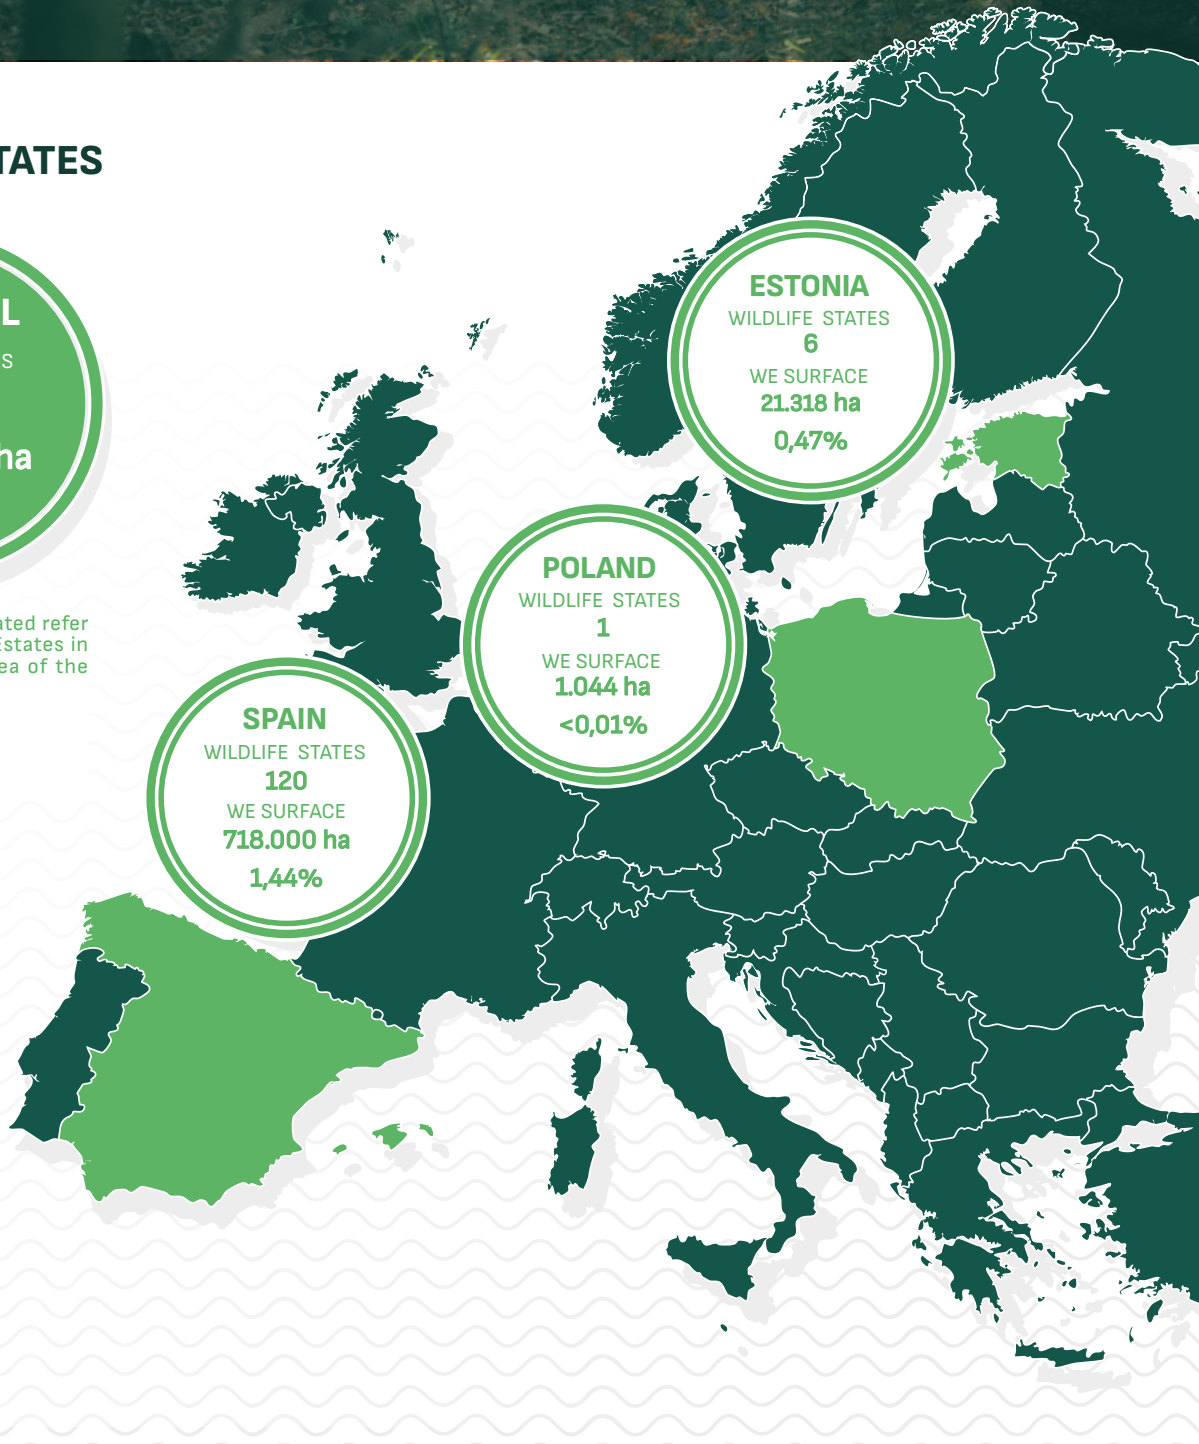 TATES
L
S
ha
ated refer
Estates in
ea of the
ESTONIA
WILDLIFE STATES
6
WE SURFACE
21.318 ha
0,47%
POLAND
WILDLIFE STATES
1
WE SURFACE
1.044 ha
<0,01%
SPAIN
WILDLIFE STATES
120
WE SURFACE
718.000 ha
1,44%